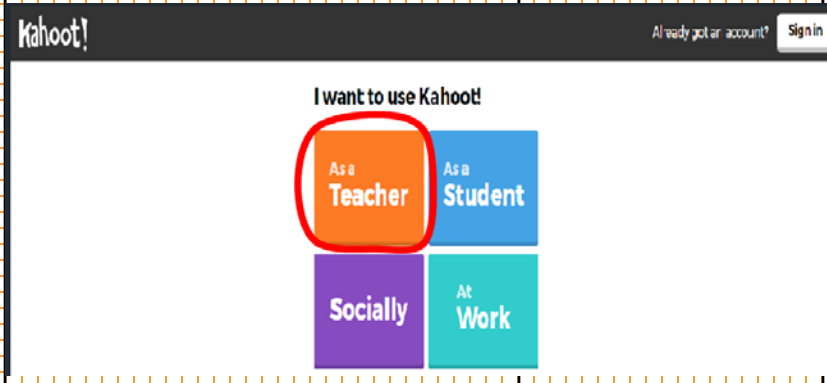 Kahoot!
Already got an account? Sign in
I want to use Kahoot!
As a
Teacher
As a
Student
Socially
At
Work